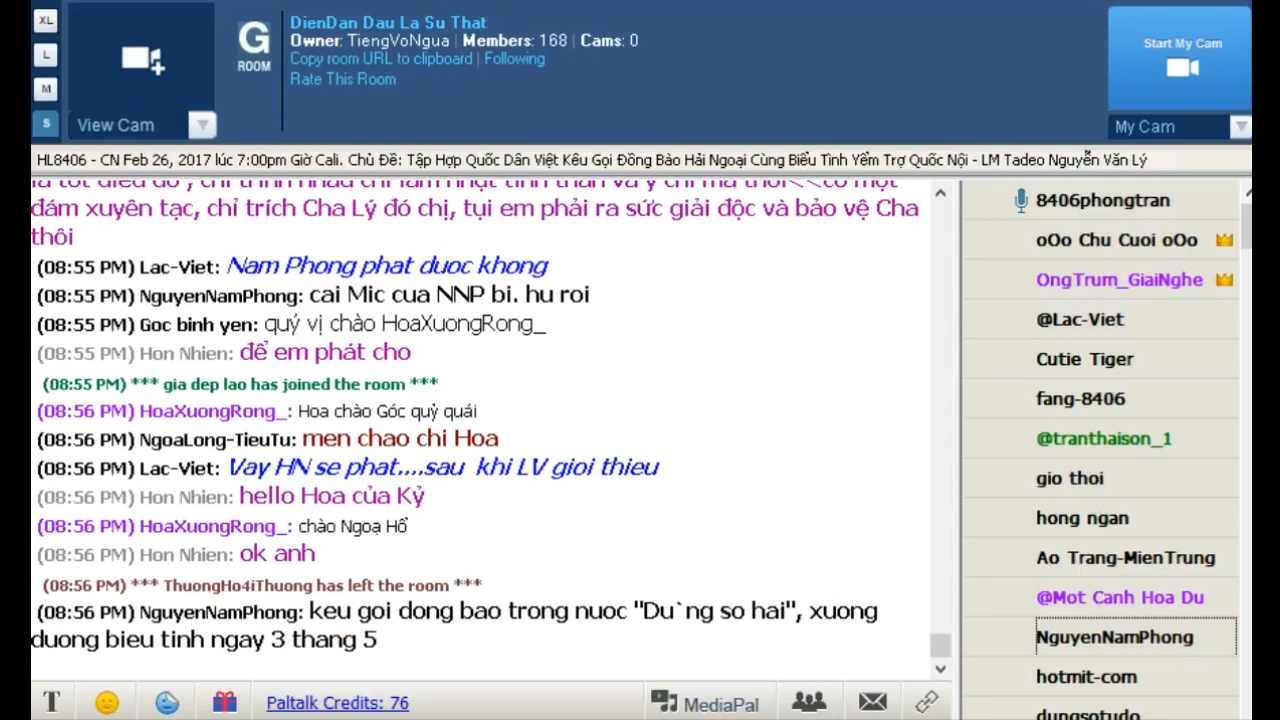 XL
L
M
S
View Cam
G
ROOM
DienDan Dau La Su That
Owner: TiengVoNgua | Members: 168 | Cams: 0
Copy room URL to clipboard | Following
Rate This Room
Start My Cam
My Cam
HL8406 - CN Feb 26, 2017 lúc 7:00pm Giờ Cali. Chủ Đề: Tập Hợp Quốc Dân Việt Kêu Gọi Đồng Bào Hải Ngoại Cùng Biểu Tình Yểm Trợ Quốc Nội - LM Tadeo Nguyễn Văn Lý
đám xuyên tạc, chỉ trích Cha Lý đó chị, tụi em phải ra sức giải độc và bảo vệ Cha
thôi
(08:55 PM) Lac-Viet: Nam Phong phat duoc khong
(08:55 PM) NguyenNamPhong: cai Mic cua NNP bi. hu roi
(08:55 PM) Goc binh yen: quý vị chào HoaXuongRong_
(08:55 PM) Hon Nhien: để em phát cho
(08:55 PM) *** gia dep lao has joined the room ***
(08:56 PM) HoaXuongRong_: Hoa chào Góc quỷ quái
(08:56 PM) NgoaLong-TieuTu: men chao chi Hoa
(08:56 PM) Lac-Viet: Vay HN se phat....sau khi LV gioi thieu
(08:56 PM) Hon Nhien: hello Hoa của Kỷ
(08:56 PM) HoaXuongRong_: chào Ngoạ Hổ
(08:56 PM) Hon Nhien: ok anh
(08:56 PM) *** ThuongHo4iThuong has left the room ***
(08:56 PM) NguyenNamPhong: keu goi dong bao trong nuoc "Du`ng so hai", xuong
duong bieu tinh ngay 3 thang 5
8406phongtran
oOo Chu Cuoi oOo
OngTrum_GiaiNghe
@Lac-Viet
Cutie Tiger
fang-8406
@tranthaison_1
gio thoi
hong ngan
Ao Trang-MienTrung
@Mot Canh Hoa Du
NguyenNamPhong
hotmit-com
dungsotudo
T
Paltalk Credits: 76
MediaPal